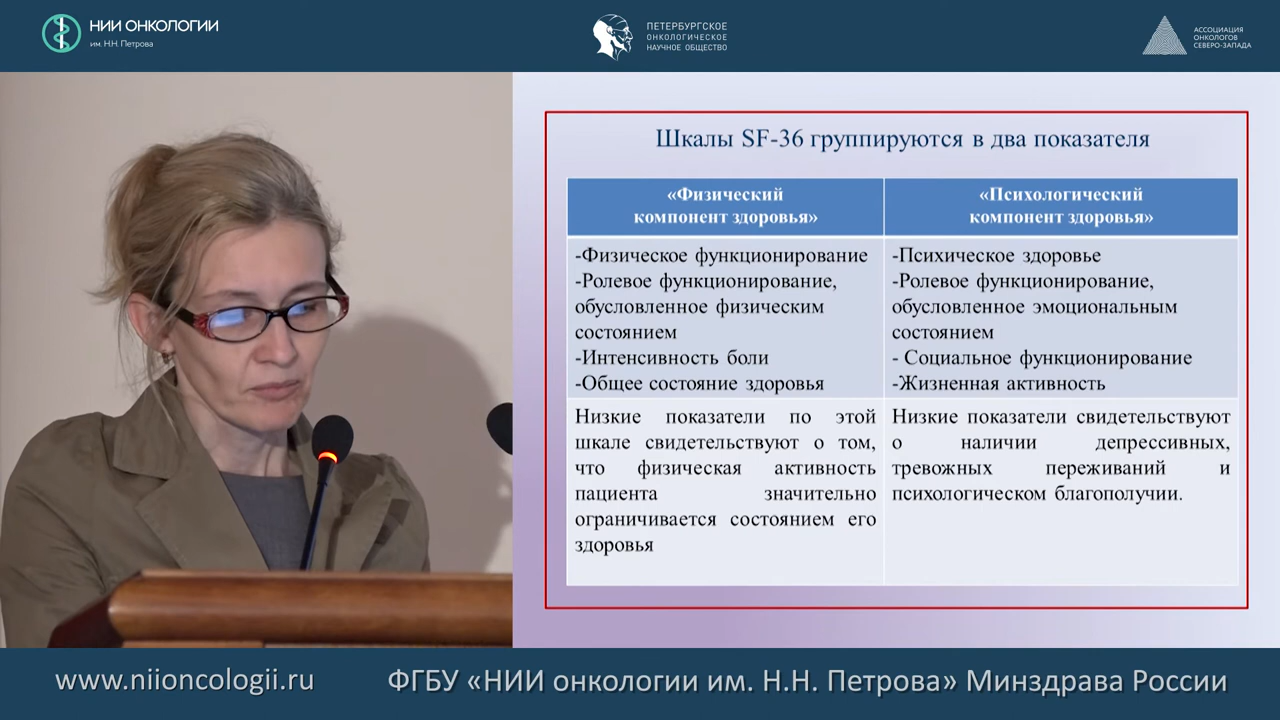 НИИ ОНКОЛОГИИ
им. Н.Н. Петрова
ПЕТЕРБУРГСКОЕ
ОНКОЛОГИЧЕСКОЕ
НАУЧНОЕ ОБЩЕСТВО
АССОЦИАЦИЯ
ОНКОЛОГОВ
СЕВЕРО-ЗАПАДА
Шкалы SF-36 группируются в два показателя
«Физический
компонент здоровья»
«Психологический
компонент здоровья»
-Физическое функционирование
-Ролевое функционирование,
обусловленное физическим
состоянием
-Интенсивность боли
-Общее состояние здоровья
-Психическое здоровье
-Ролевое функционирование,
обусловленное эмоциональным
состоянием
- Социальное функционирование
-Жизненная активность
Низкие показатели по этой
шкале свидетельствуют о том,
что физическая активность
пациента значительно
ограничивается состоянием его
здоровья
Низкие показатели свидетельствуют
о наличии депрессивных,
тревожных переживаний и
психологическом благополучии.
www.niioncologii.ru
ФГБУ «НИИ онкологии им. Н.Н. Петрова» Минздрава России